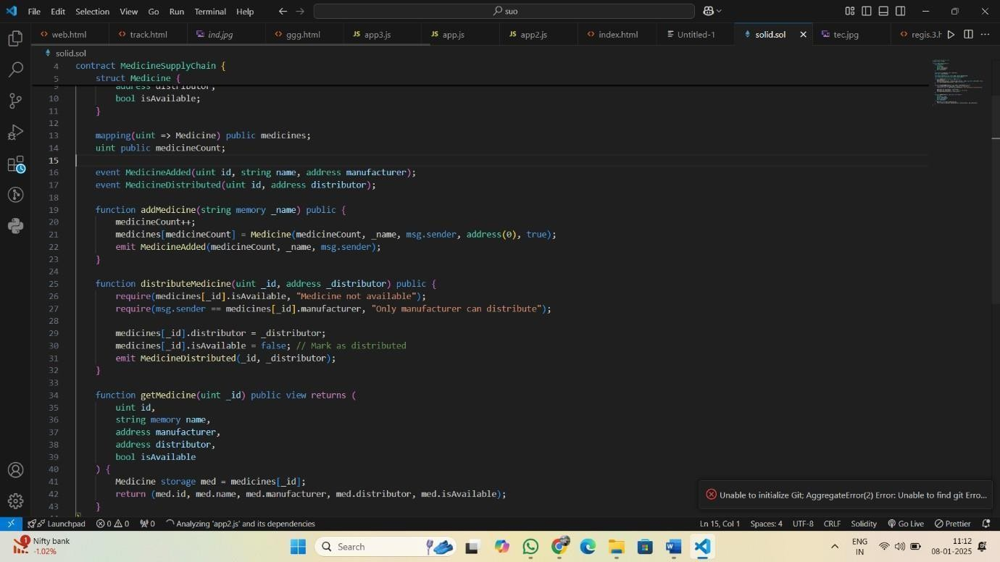 File Edit Selection View Go Run Terminal Help
suo
web.html track.html ind.jpg ggg.html JS app3.js JS app.js JS app2.js index.html Untitled-1 solid.sol tec.jpg regis.3.h
solid.sol
4 contract MedicineSupplyChain {
5 struct Medicine {
9 address distributor;
10 bool isAvailable;
11 }
12
13 mapping(uint => Medicine) public medicines;
14 uint public medicineCount;
15
16 event MedicineAdded(uint id, string name, address manufacturer);
17 event MedicineDistributed(uint id, address distributor);
18
19 function addMedicine(string memory _name) public {
20 medicineCount++;
21 medicines[medicineCount] = Medicine(medicineCount, _name, msg.sender, address(0), true);
22 emit MedicineAdded(medicineCount, _name, msg.sender);
23 }
24
25 function distributeMedicine(uint _id, address _distributor) public {
26 require(medicines[_id].isAvailable, "Medicine not available");
27 require(msg.sender == medicines[_id].manufacturer, "Only manufacturer can distribute");
28
29 medicines[_id].distributor = _distributor;
30 medicines[_id].isAvailable = false; // Mark as distributed
31 emit MedicineDistributed(_id, _distributor);
32 }
33
34 function getMedicine(uint _id) public view returns (
35 uint id,
36 string memory name,
37 address manufacturer,
38 address distributor,
39 bool isAvailable
40 ) {
41 Medicine storage med = medicines[_id];
42 return (med.id, med.name, med.manufacturer, med.distributor, med.isAvailable);
43 }
Unable to initialize Git; AggregateError(2) Error: Unable to find git Erro...
Launchpad 0 0 0 Analyzing 'app2.js' and its dependencies Ln 15, Col 1 Spaces: 4 UTF-8 CRLF Solidity Go Live Prettier
1 Nifty bank
-1.02%
Search
ENG
IN
11:12
08-01-2025